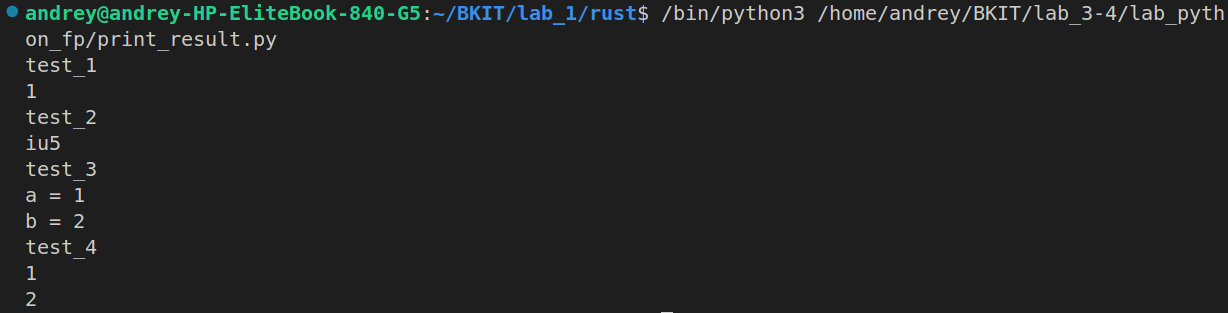 andrey@andrey-HP-EliteBook-840-G5:~/BKIT/lab_1/rust$ /bin/python3 /home/andrey/BKIT/lab_3-4/lab_pyth
on_fp/print_result.py
test_1
1
test_2
iu5
test_3
a = 1
b = 2
test_4
1
2